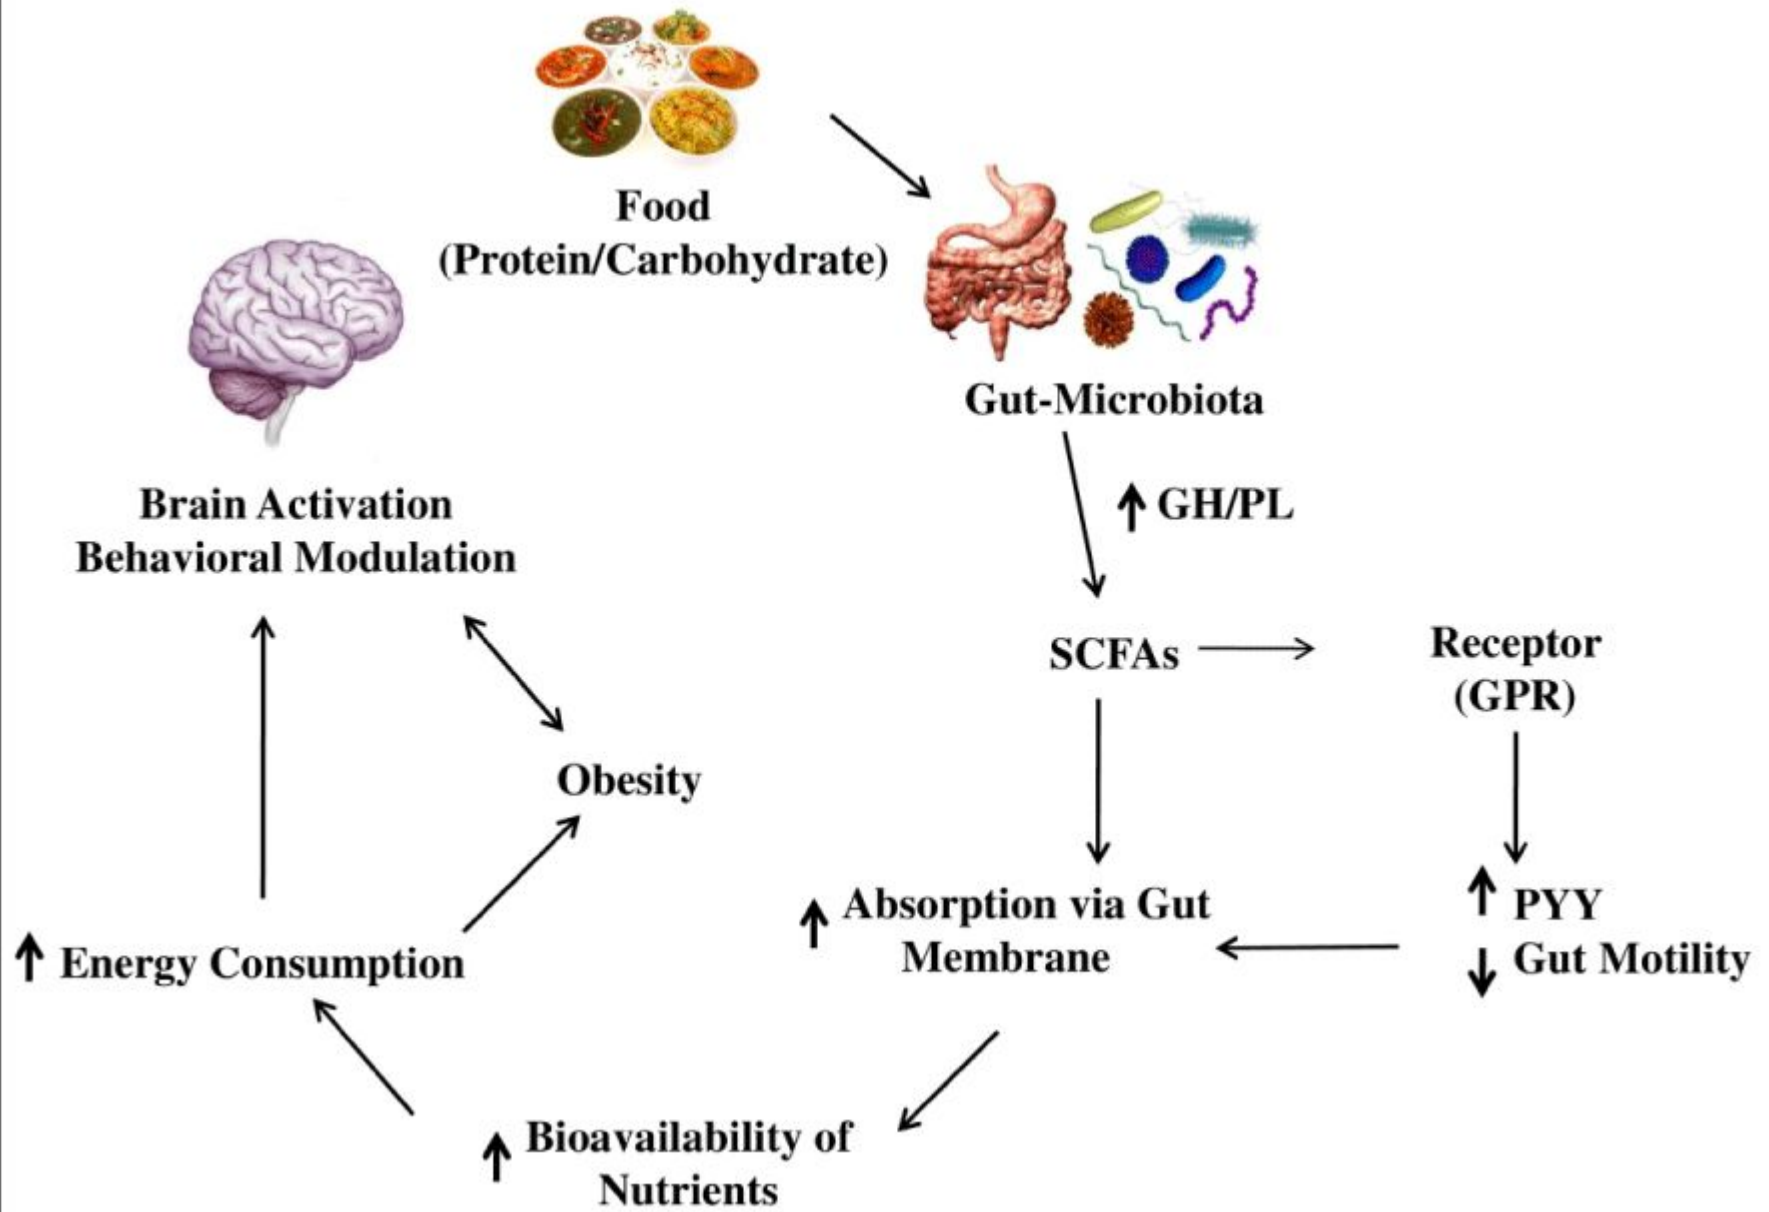 Food
(Protein/Carbohydrate)
Gut-Microbiota
↑ GH/PL
SCFAs
Receptor
(GPR)
↑ PYY
↓ Gut Motility
↑ Absorption via Gut
Membrane
↑ Bioavailability of
Nutrients
↑ Energy Consumption
Obesity
Brain Activation
Behavioral Modulation